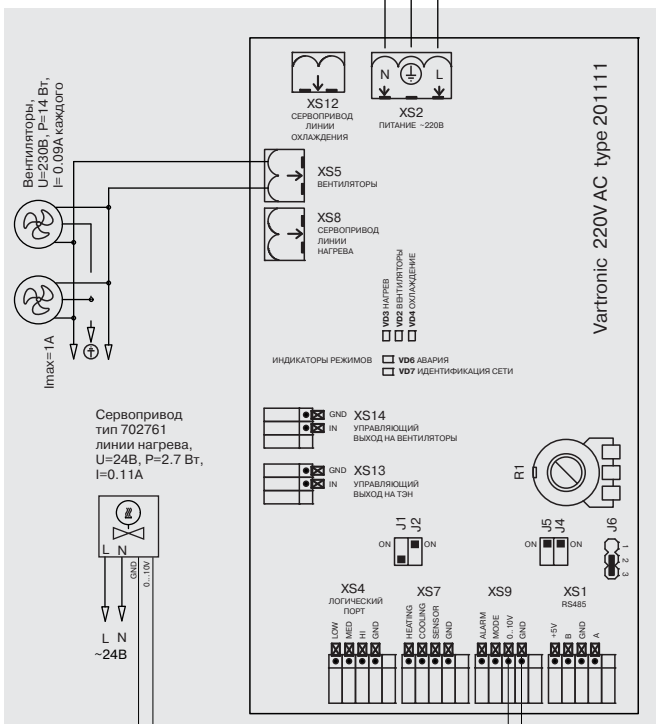 N
L
XS12
СЕРВОПРИВОД
ЛИНИИ
ОХЛАЖДЕНИЯ
XS2
ПИТАНИЕ ~220В
Vartronic 220V AC type 201111
Вентиляторы,
U=230В, P=14 Вт,
I= 0.09А каждого
XS5
ВЕНТИЛЯТОРЫ
XS8
СЕРВОПРИВОД
ЛИНИИ
НАГРЕВА
Imax=1A
VD3 НАГРЕВ
VD2 ВЕНТИЛЯТОРЫ
VD4 ОХЛАЖДЕНИЕ
ИНДИКАТОРЫ РЕЖИМОВ
VD6 АВАРИЯ
VD7 ИДЕНТИФИКАЦИЯ СЕТИ
Сервопривод
тип 702761
линии нагрева,
U=24В, P=2.7 Вт,
I=0.11А
GND
IN
XS14
УПРАВЛЯЮЩИЙ
ВЫХОД НА ВЕНТИЛЯТОРЫ
GND
IN
XS13
УПРАВЛЯЮЩИЙ
ВЫХОД НА ТЭН
R1
J1
J2
ON
ON
J5
J4
ON
ON
J6
1
2
3
L N
GND
0...10V
L N
~24В
XS4
ЛОГИЧЕСКИЙ
ПОРТ
LOW
MED
HI
GND
XS7
HEATING
COOLING
SENSOR
GND
XS9
ALARM
MODE
0...10V
GND
XS1
RS485
+5V
B
GND
A